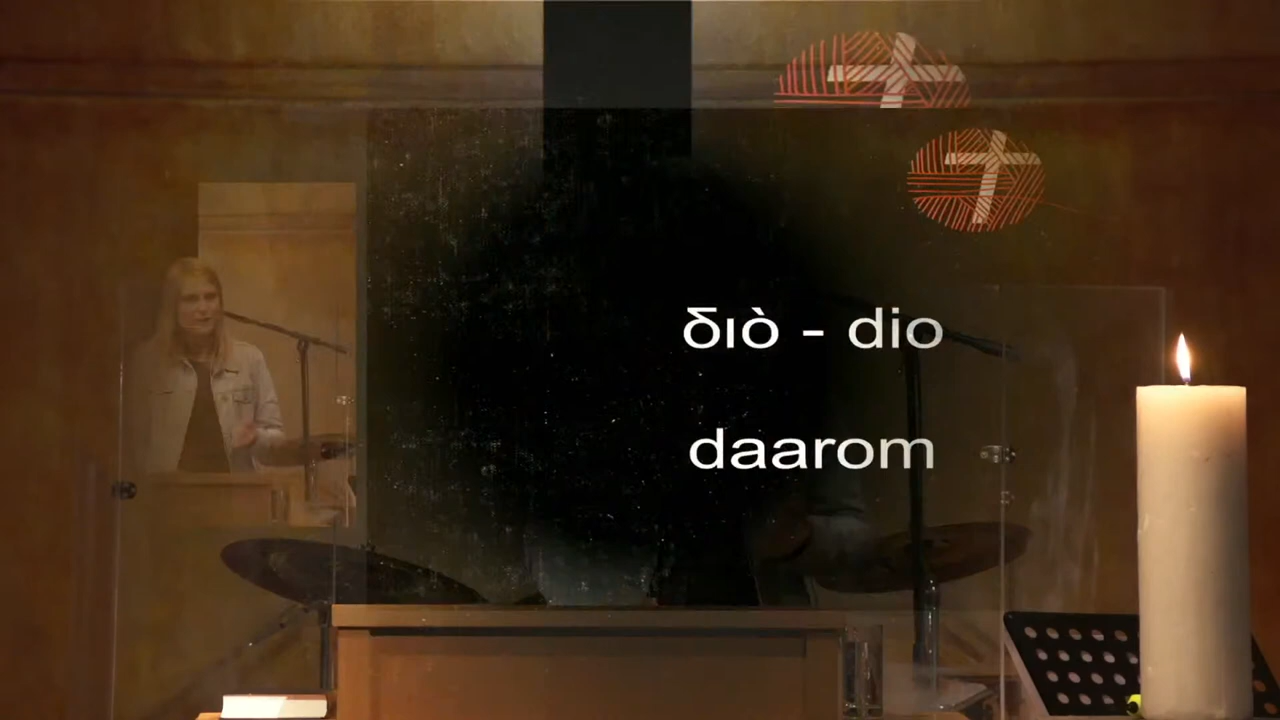 διὸ - dio
daarom